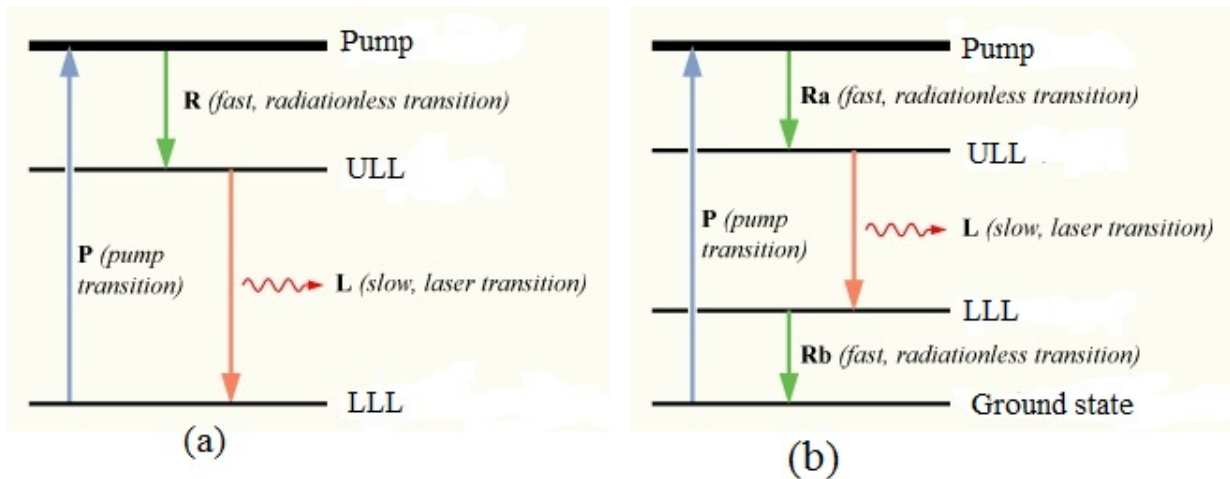 Pump
R (fast, radiationless transition)
ULL
P (pump
transition)
L (slow, laser transition)
LLL
(a)
Pump
Ra (fast, radiationless transition)
ULL
P (pump
transition)
L (slow, laser transition)
LLL
Rb (fast, radiationless transition)
Ground state
(b)